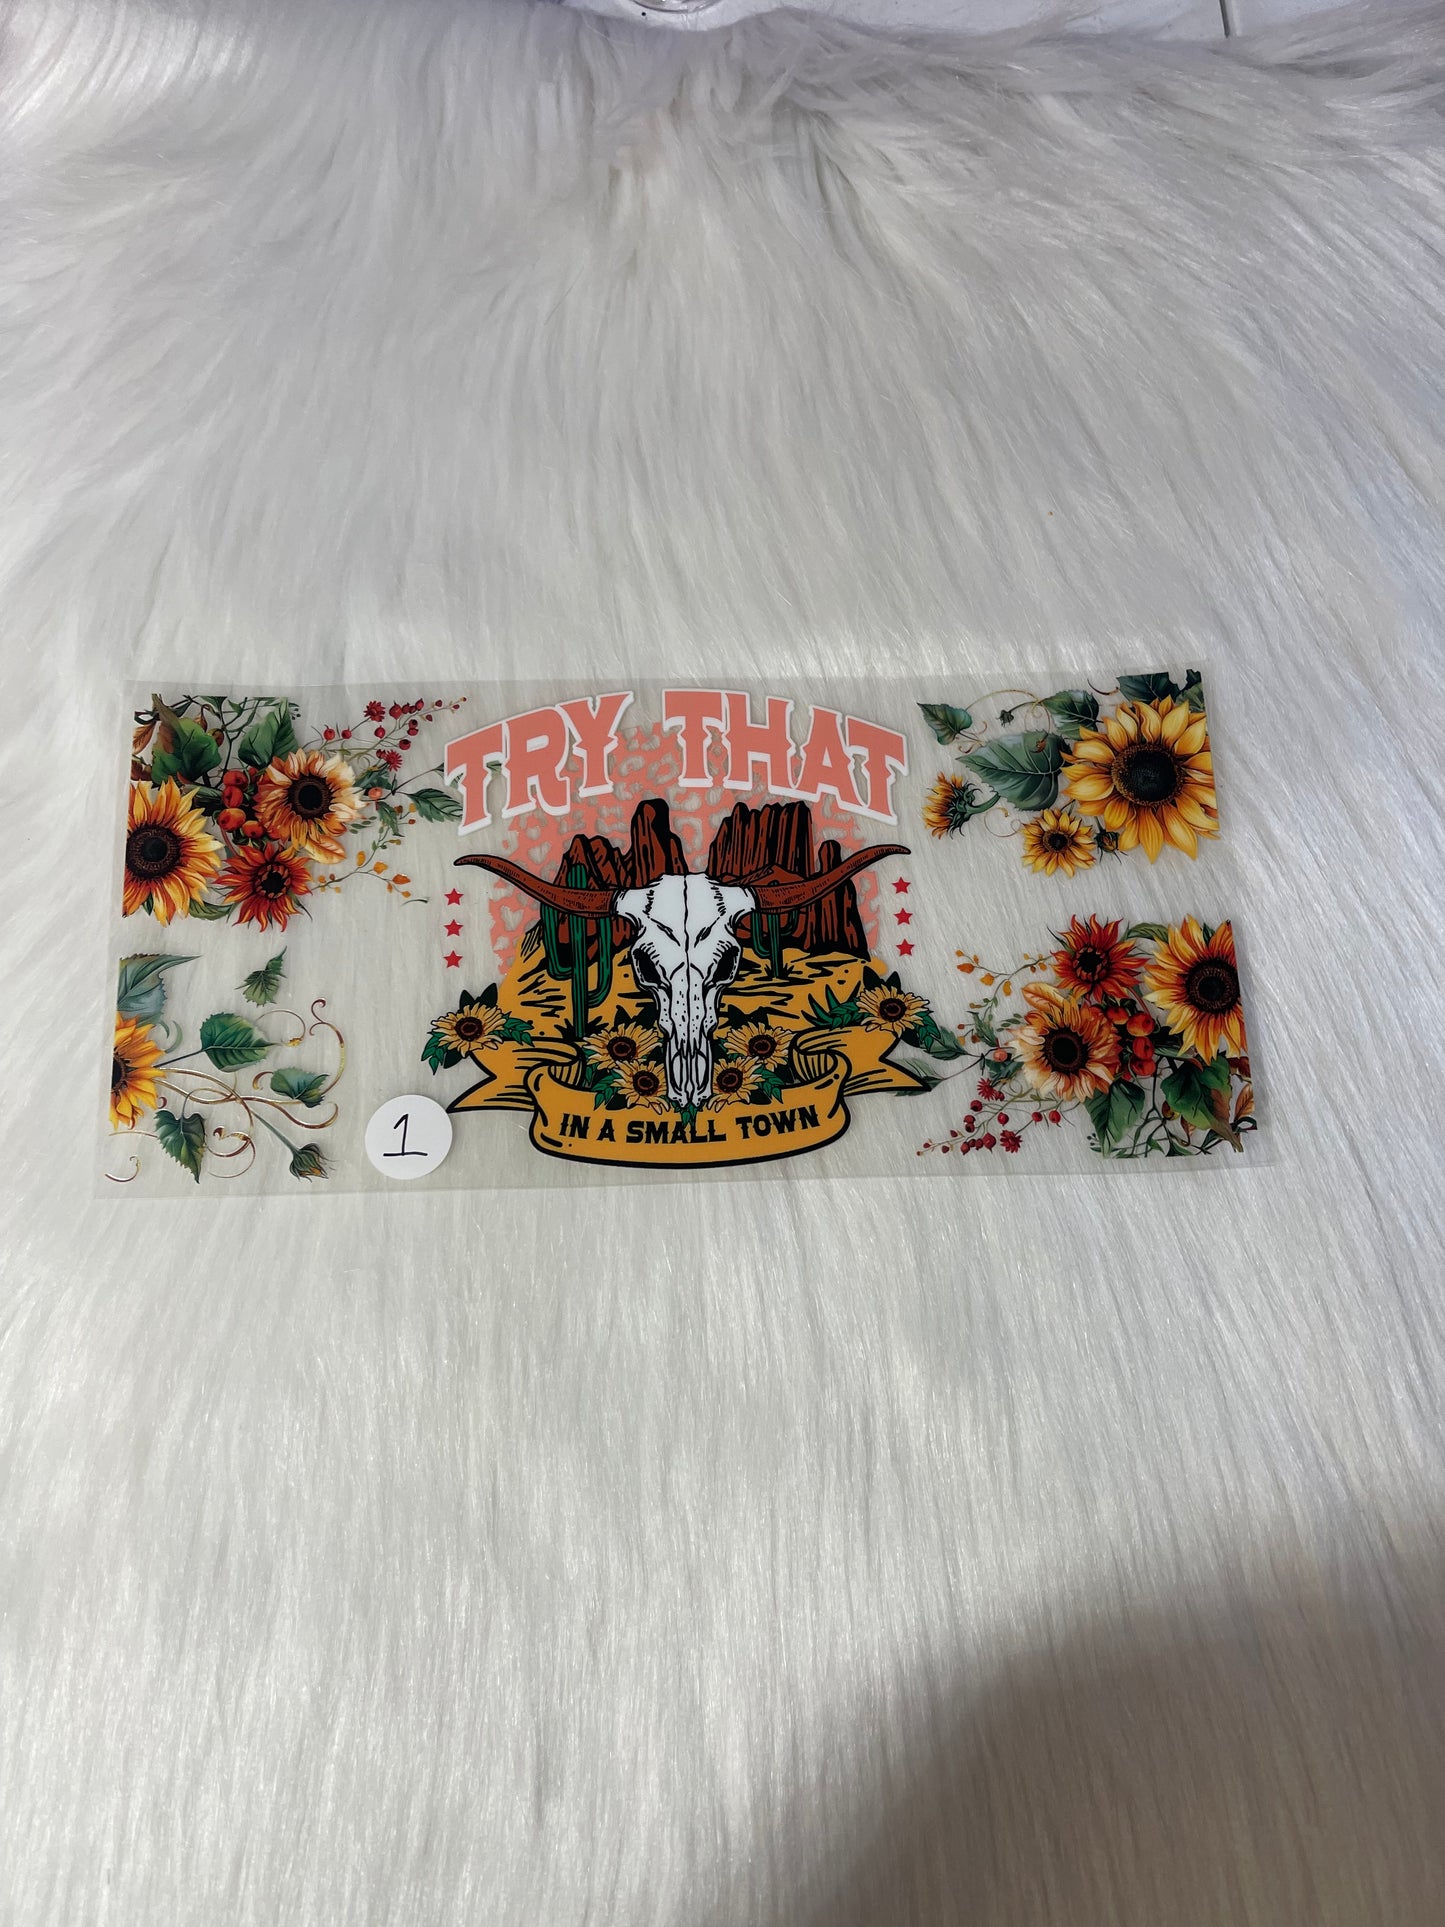 TRY THAT
IN A SMALL TOWN
1